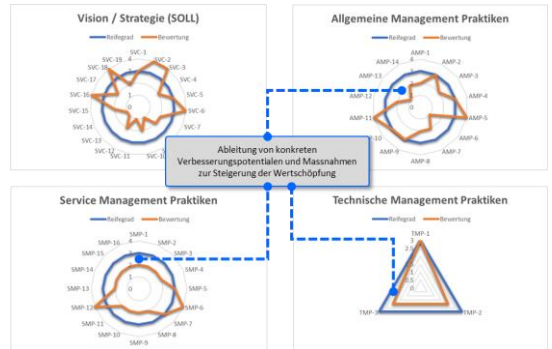 Vision / Strategie (SOLL)
Reifegrad Bewertung
SVC-1
SVC-2
SVC-3
SVC-4
SVC-5
SVC-6
SVC-7
SVC-10
SVC-11
SVC-12
SVC-13
SVC-14
SVC-15
SVC-16
SVC-17
SVC-18
SVC-19
4
3
2
1
0
Allgemeine Management Praktiken
Reifegrad Bewertung
AMP-1
AMP-2
AMP-3
AMP-4
AMP-5
AMP-6
AMP-7
AMP-8
AMP-9
AMP-10
AMP-11
AMP-12
AMP-13
AMP-14
4
3
2
1
0
Ableitung von konkreten
Verbesserungspotentialen und Massnahmen
zur Steigerung der Wertschöpfung
Service Management Praktiken
Reifegrad Bewertung
SMP-1
SMP-2
SMP-3
SMP-4
SMP-5
SMP-6
SMP-7
SMP-8
SMP-9
SMP-10
SMP-11
SMP-12
SMP-13
SMP-14
SMP-15
SMP-16
4
3
2
1
0
Technische Management Praktiken
Reifegrad Bewertung
TMP-1
TMP-2
TMP-3
3